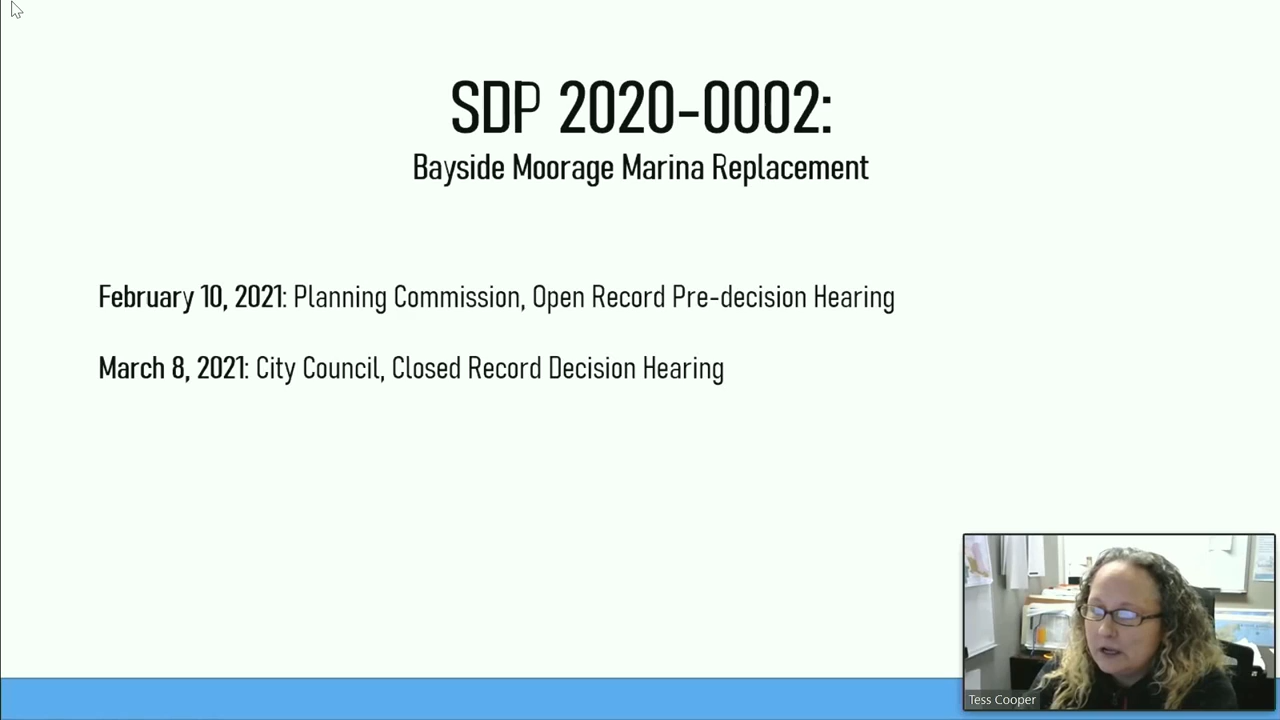 SDP 2020-0002:
Bayside Moorage Marina Replacement
February 10, 2021: Planning Commission, Open Record Pre-decision Hearing
March 8, 2021: City Council, Closed Record Decision Hearing
Tess Cooper